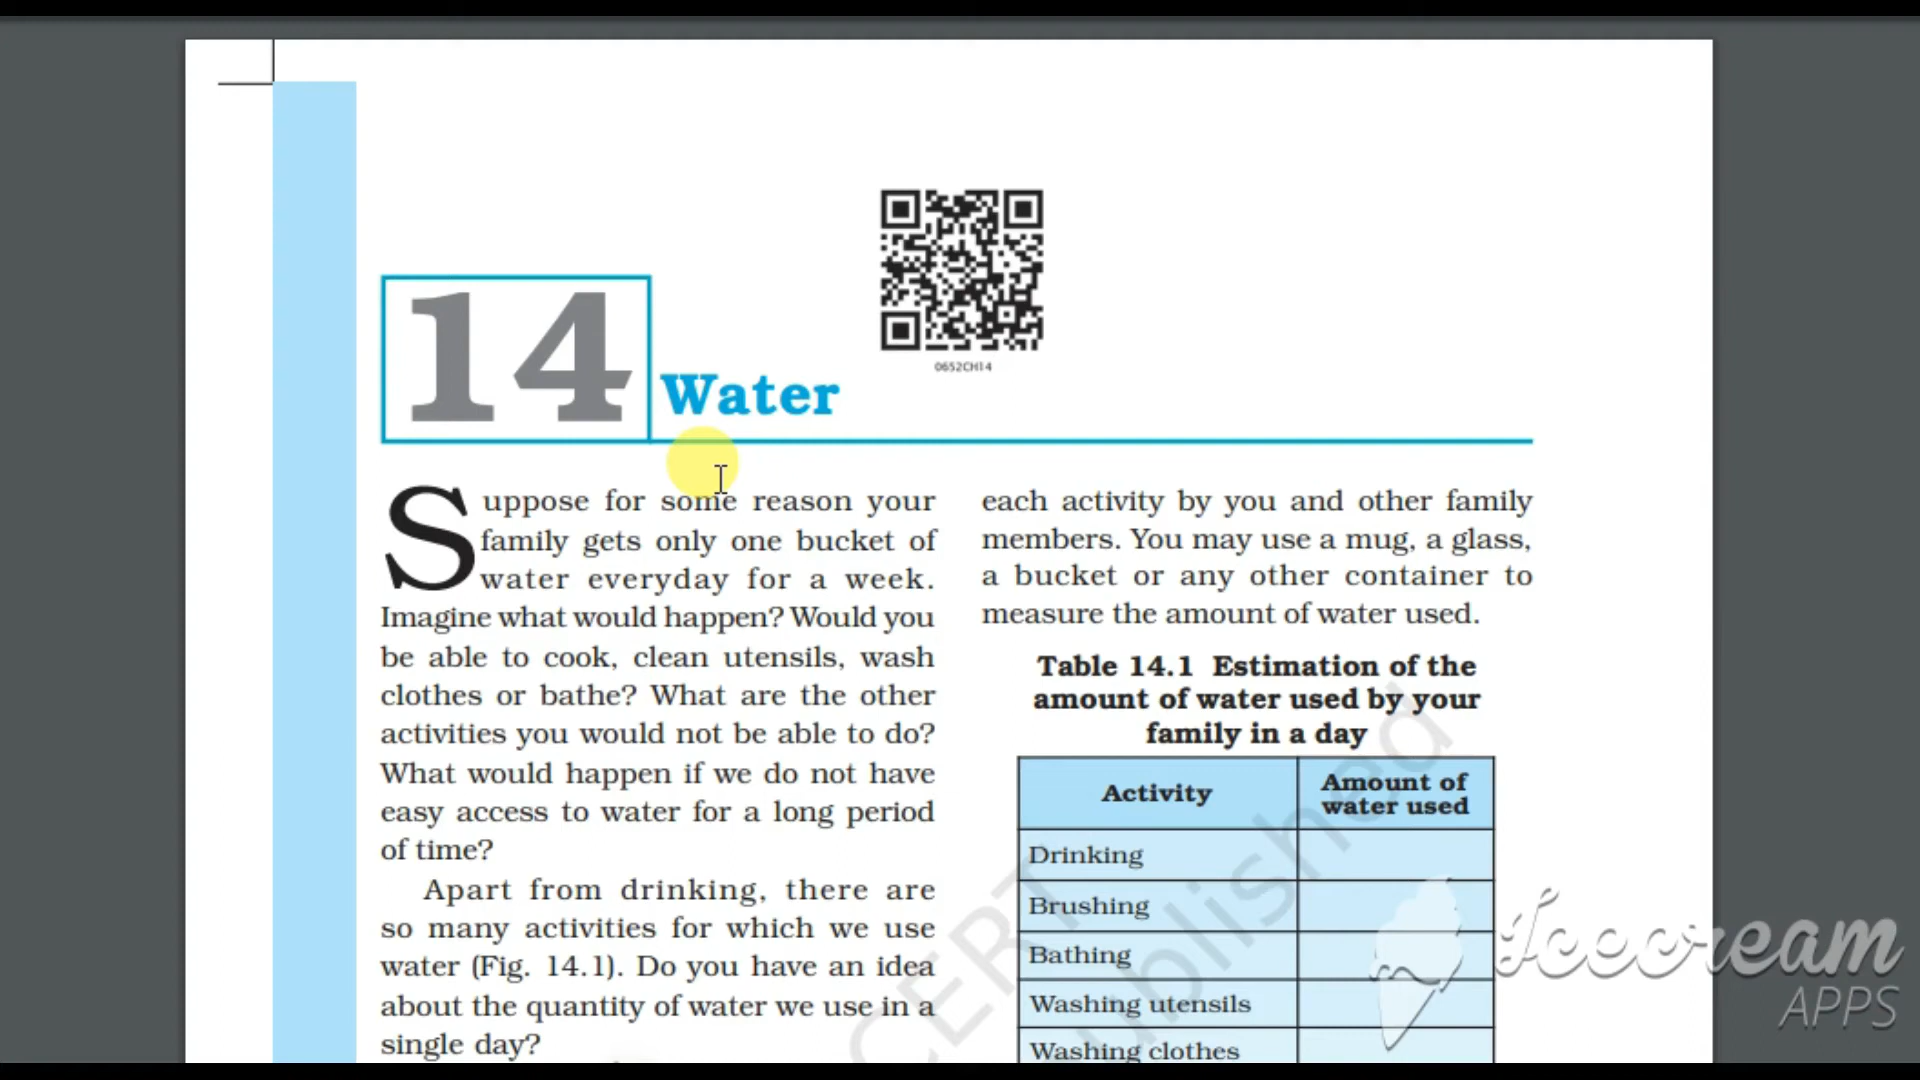 0652CH14
14
Water
Suppose for some reason your
family gets only one bucket of
water everyday for a week.
Imagine what would happen? Would you
be able to cook, clean utensils, wash
clothes or bathe? What are the other
activities you would not be able to do?
What would happen if we do not have
easy access to water for a long period
of time?
Apart from drinking, there are
so many activities for which we use
water (Fig. 14.1). Do you have an idea
about the quantity of water we use in a
single day?
each activity by you and other family
members. You may use a mug, a glass,
a bucket or any other container to
measure the amount of water used.
Table 14.1 Estimation of the
amount of water used by your
family in a day
Activity
Amount of
water used
Drinking
Brushing
Bathing
Washing utensils
Washing clothes
Icecream
APPS